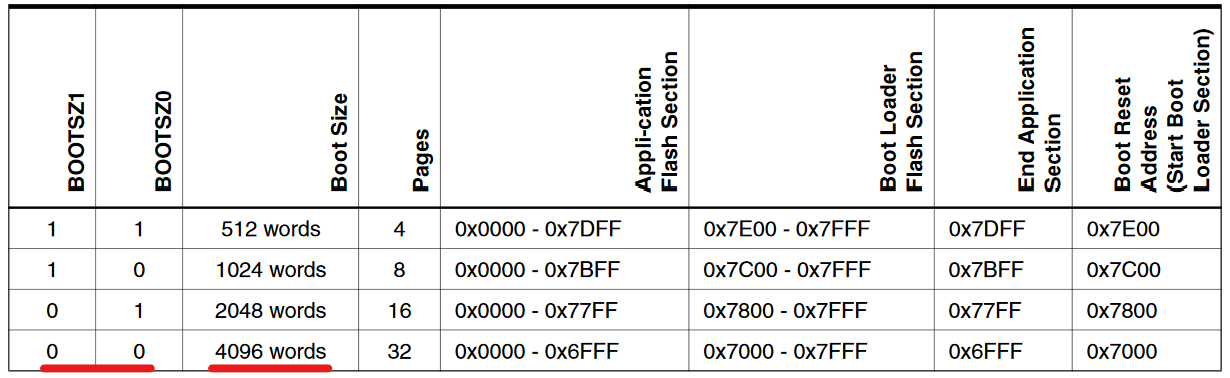 BOOTSZ1 BOOTSZ0 Boot Size Pages Appli-cation Flash Section Boot Loader Flash Section End Application Section Boot Reset Address (Start Boot Loader Section)
1 1 512 words 4 0x0000 - 0x7DFF 0x7E00 - 0x7FFF 0x7DFF 0x7E00
1 0 1024 words 8 0x0000 - 0x7BFF 0x7C00 - 0x7FFF 0x7BFF 0x7C00
0 1 2048 words 16 0x0000 - 0x77FF 0x7800 - 0x7FFF 0x77FF 0x7800
0 0 4096 words 32 0x0000 - 0x6FFF 0x7000 - 0x7FFF 0x6FFF 0x7000